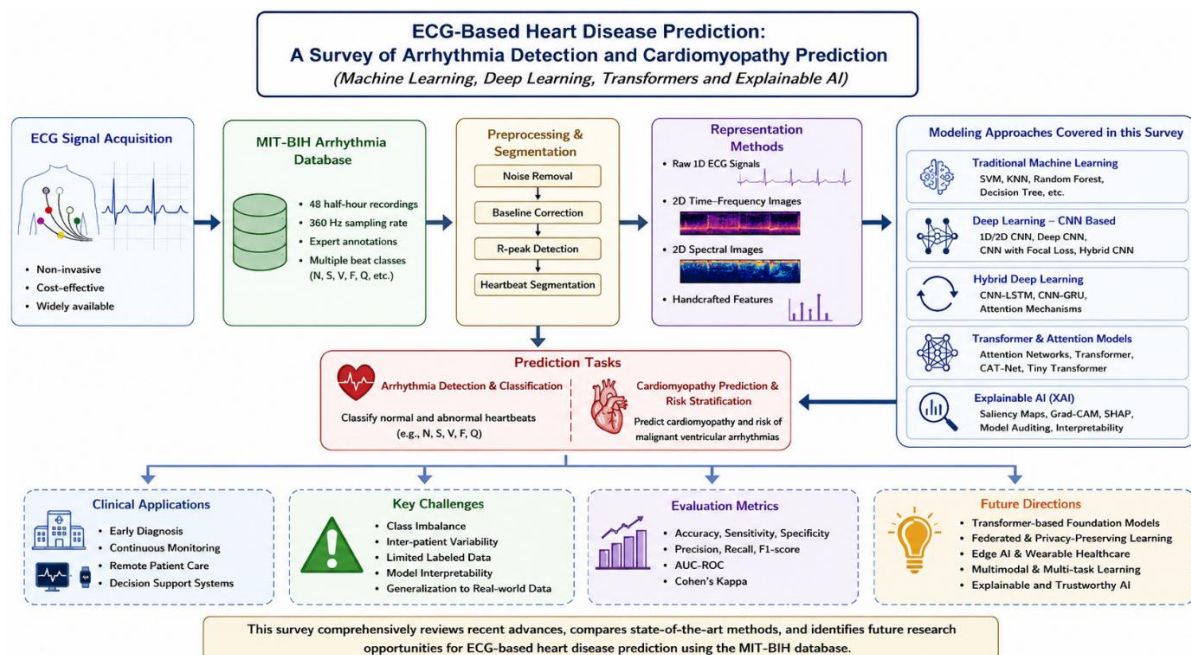 ECG-Based Heart Disease Prediction:
A Survey of Arrhythmia Detection and Cardiomyopathy Prediction
(Machine Learning, Deep Learning, Transformers and Explainable AI)
ECG Signal Acquisition
• Non-invasive
• Cost-effective
• Widely available
MIT-BIH Arrhythmia
Database
• 48 half-hour recordings
• 360 Hz sampling rate
• Expert annotations
• Multiple beat classes
(N, S, V, F, Q, etc.)
Preprocessing &
Segmentation
Noise Removal
Baseline Correction
R-peak Detection
Heartbeat Segmentation
Representation
Methods
• Raw 1D ECG Signals
• 2D Time–Frequency Images
• 2D Spectral Images
• Handcrafted Features
Modeling Approaches Covered in this Survey
Traditional Machine Learning
SVM, KNN, Random Forest,
Decision Tree, etc.
Deep Learning – CNN Based
1D/2D CNN, Deep CNN,
CNN with Focal Loss, Hybrid CNN
Hybrid Deep Learning
CNN-LSTM, CNN-GRU,
Attention Mechanisms
Transformer & Attention Models
Attention Networks, Transformer,
CAT-Net, Tiny Transformer
Explainable AI (XAI)
Saliency Maps, Grad-CAM, SHAP,
Model Auditing, Interpretability
Prediction Tasks
Arrhythmia Detection & Classification
Classify normal and abnormal heartbeats
(e.g., N, S, V, F, Q)
Cardiomyopathy Prediction &
Risk Stratification
Predict cardiomyopathy and risk of
malignant ventricular arrhythmias
Clinical Applications
• Early Diagnosis
• Continuous Monitoring
• Remote Patient Care
• Decision Support Systems
Key Challenges
• Class Imbalance
• Inter-patient Variability
• Limited Labeled Data
• Model Interpretability
• Generalization to Real-world Data
Evaluation Metrics
• Accuracy, Sensitivity, Specificity
• Precision, Recall, F1-score
• AUC-ROC
• Cohen's Kappa
Future Directions
• Transformer-based Foundation Models
• Federated & Privacy-Preserving Learning
• Edge AI & Wearable Healthcare
• Multimodal & Multi-task Learning
• Explainable and Trustworthy AI
This survey comprehensively reviews recent advances, compares state-of-the-art methods, and identifies future research
opportunities for ECG-based heart disease prediction using the MIT-BIH database.